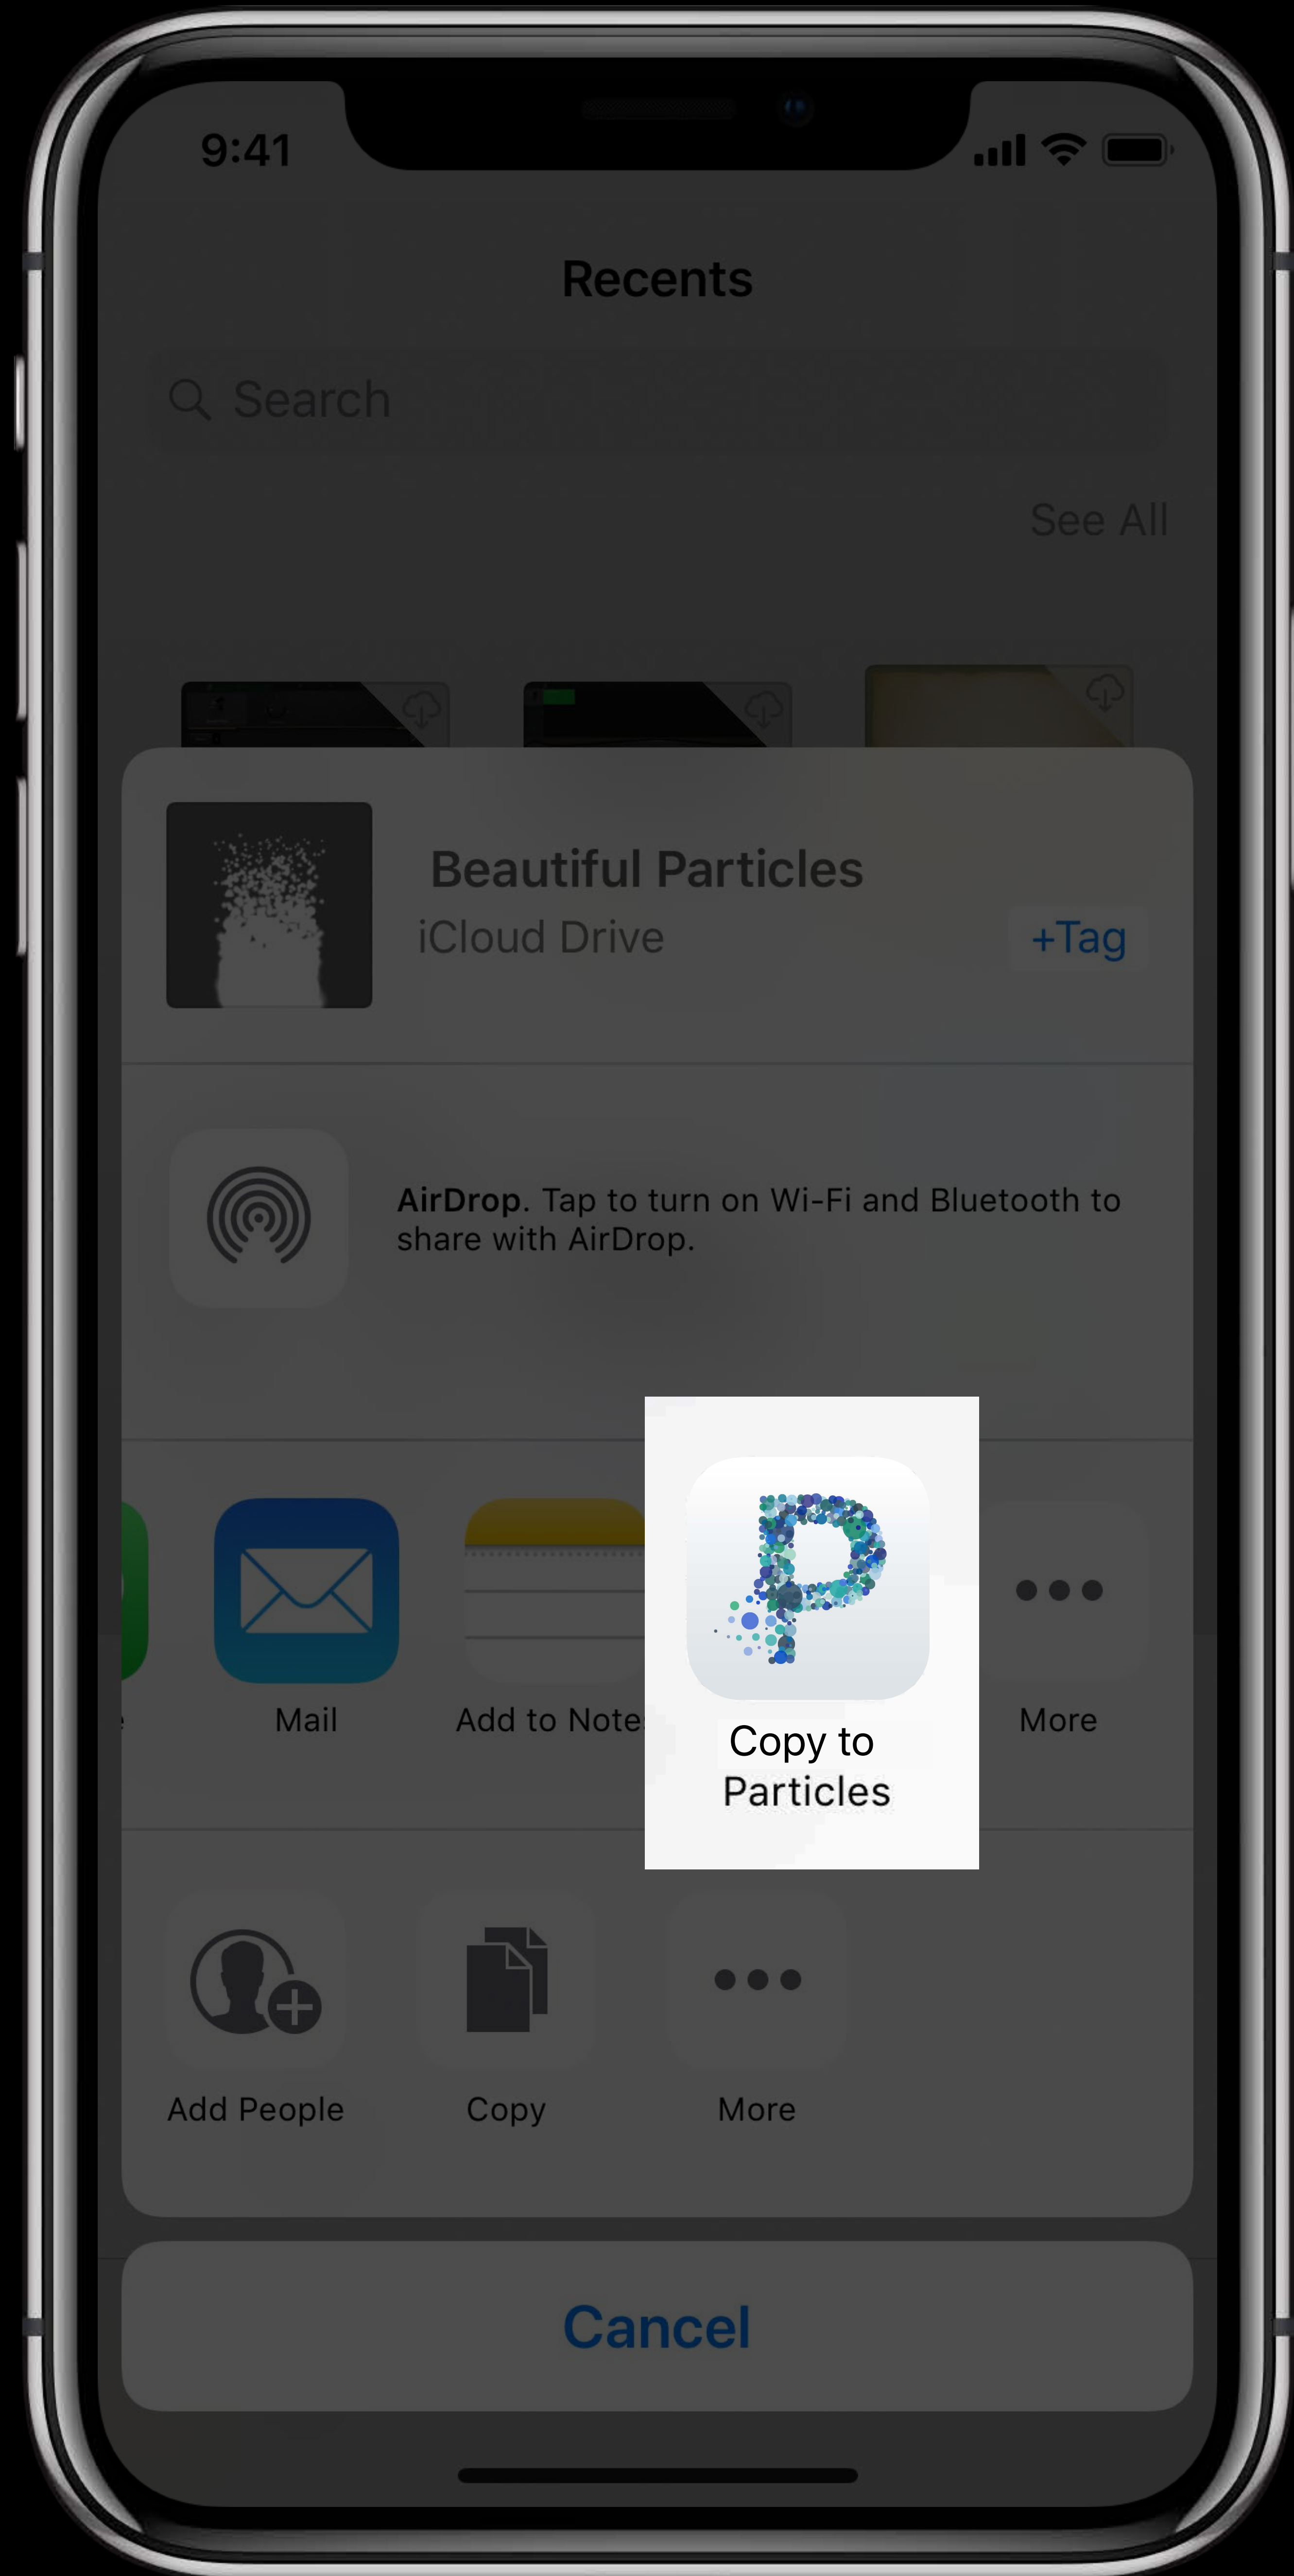 9:41
Recents
Search
See All
Beautiful Particles
iCloud Drive
+Tag
AirDrop. Tap to turn on Wi-Fi and Bluetooth to
share with AirDrop.
Mail
Add to Note
Copy to
Particles
More
Add People
Copy
More
Cancel